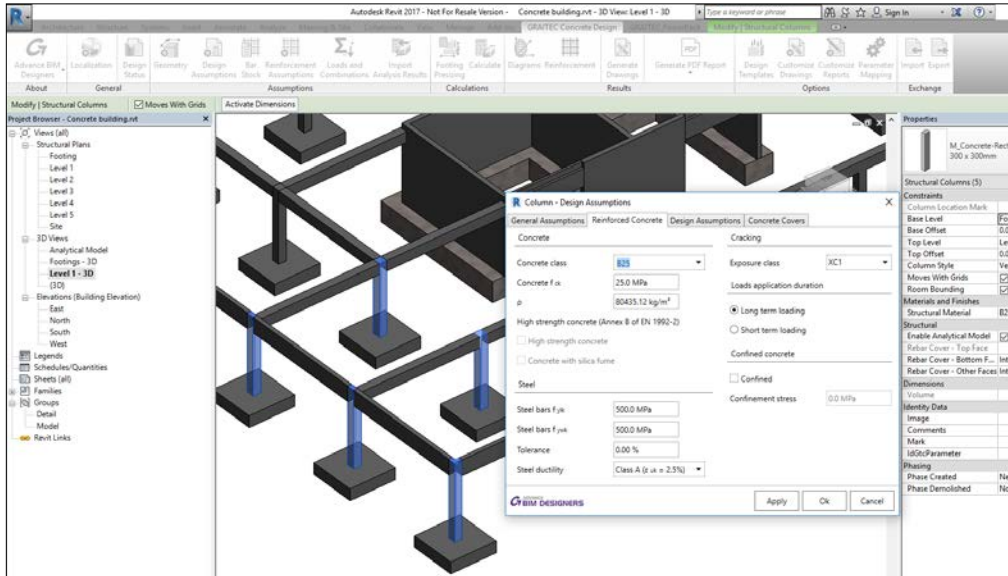 Autodesk Revit 2017 - Not For Resale Version - Concrete building.rvt - 3D View: Level 1 - 3D
Type a keyword or phrase
Sign In
GRAITEC Concrete Design
GRAITEC PowerPack
Modify | Structural Columns
Advance BIM Designers
Localization
Design Status
Geometry
Design Assumptions
Bar Stock
Reinforcement Assumptions
Loads and Combinations
Import Analysis Results
Footing Pressing
Calculate
Diagrams
Reinforcement
Generate Drawings
Generate PDF Report
Design Templates
Customize Drawings
Customize Reports
Parameter Mapping
Import
Export
About
General
Assumptions
Calculations
Results
Options
Exchange
Modify | Structural Columns
Moves With Grids
Activate Dimensions
Project Browser - Concrete building.rvt
Views (all)
Structural Plans
Footing
Level 1
Level 2
Level 3
Level 4
Level 5
Site
3D Views
Analytical Model
Footings - 3D
Level 1 - 3D
{3D}
Elevations (Building Elevation)
East
North
South
West
Legends
Schedules/Quantities
Sheets (all)
Families
Groups
Detail
Model
Revit Links
Column - Design Assumptions
General Assumptions
Reinforced Concrete
Design Assumptions
Concrete Covers
Concrete
Concrete class
B25
Concrete f ck
25.0 MPa
ρ
80435.12 kg/m³
High strength concrete (Annex B of EN 1992-2)
High strength concrete
Concrete with silica fume
Steel
Steel bars f yk
500.0 MPa
Steel bars f ywk
500.0 MPa
Tolerance
0.00 %
Steel ductility
Class A (ε uk = 2.5%)
Cracking
Exposure class
XC1
Loads application duration
Long term loading
Short term loading
Confined concrete
Confined
Confinement stress
0.0 MPa
BIM DESIGNERS
Apply
Ok
Cancel
Properties
M_Concrete-Rect
300 x 300mm
Structural Columns (5)
Constraints
Column Location Mark
Base Level
Fo
Base Offset
0.0
Top Level
Le
Top Offset
0.0
Column Style
Ve
Moves With Grids
Room Bounding
Materials and Finishes
Structural Material
B2
Structural
Enable Analytical Model
Rebar Cover - Top Face
Rebar Cover - Bottom F...
Int
Rebar Cover - Other Faces
Int
Dimensions
Volume
Identity Data
Image
Comments
Mark
IdGtcParameter
Phasing
Phase Created
Ne
Phase Demolished
No